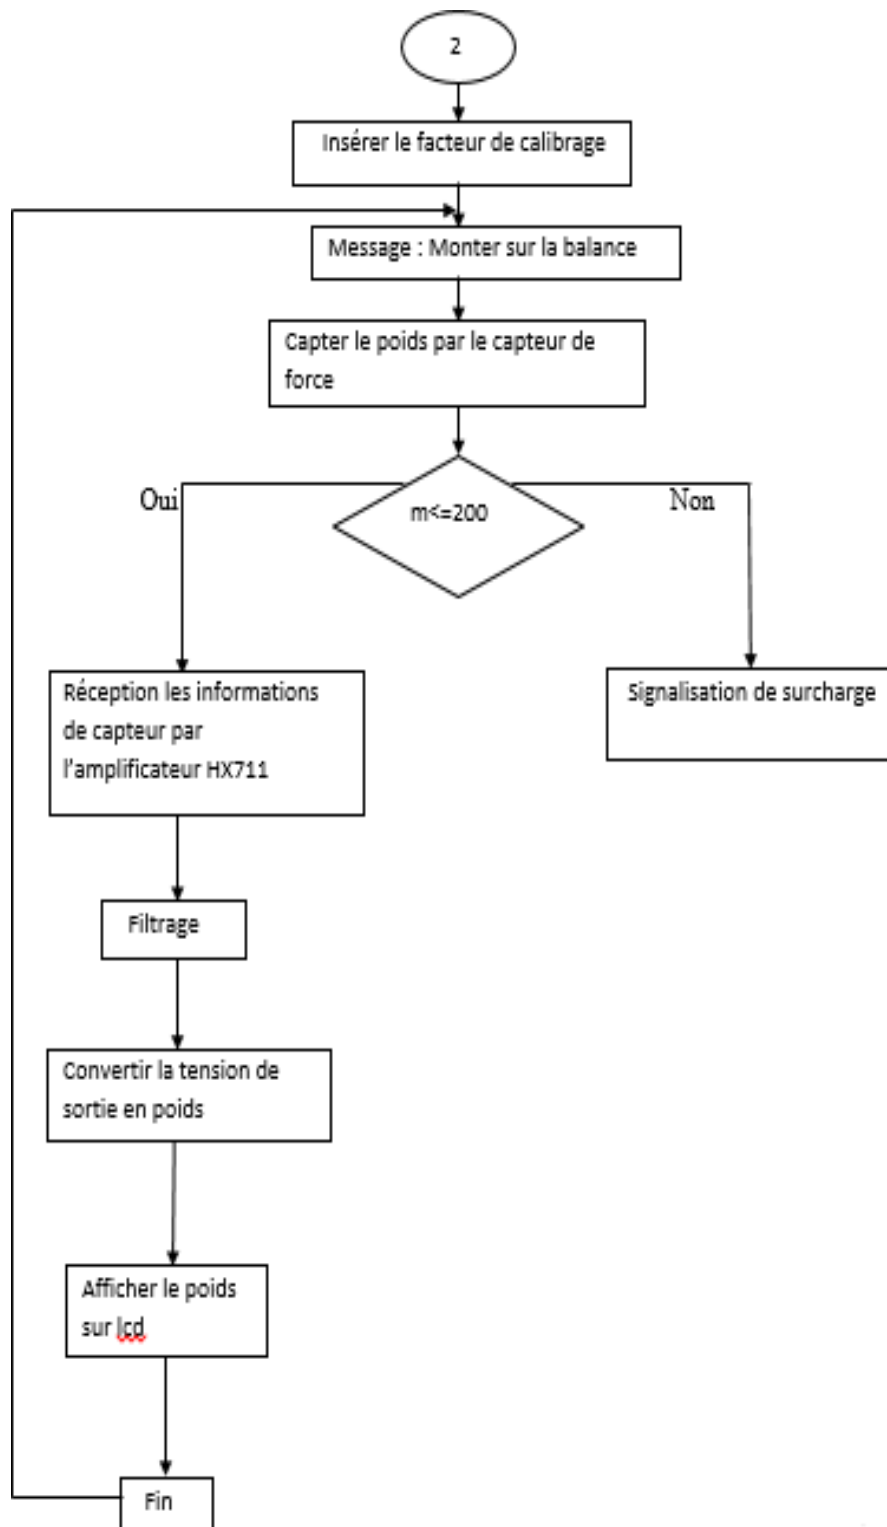 2
Insérer le facteur de calibrage
Message : Monter sur la balance
Capter le poids par le capteur de
force
m<=200
Oui
Non
Réception les informations
de capteur par
l'amplificateur HX711
Signalisation de surcharge
Filtrage
Convertir la tension de
sortie en poids
Afficher le poids
sur lcd
Fin